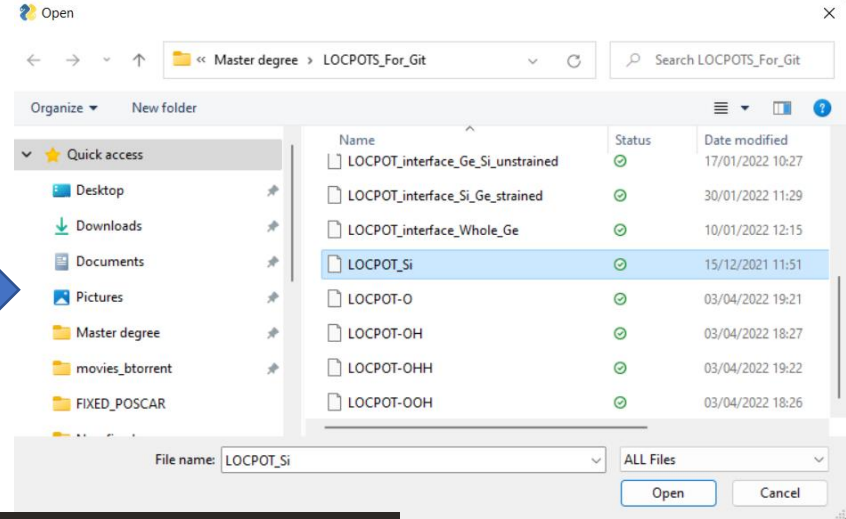 Open
« Master degree > LOCPOTS_For_Git
Search LOCPOTS_For_Git
Organize
New folder
Name Status Date modified
Quick access
Desktop
Downloads
Documents
Pictures
Master degree
movies_btorrent
FIXED_POSCAR
LOCPOT_interface_Ge_Si_unstrained 17/01/2022 10:27
LOCPOT_interface_Si_Ge_strained 30/01/2022 11:29
LOCPOT_interface_Whole_Ge 10/01/2022 12:15
LOCPOT_Si 15/12/2021 11:51
LOCPOT-O 03/04/2022 19:21
LOCPOT-OH 03/04/2022 18:27
LOCPOT-OHH 03/04/2022 19:22
LOCPOT-OOH 03/04/2022 18:26
File name: LOCPOT_Si
ALL Files
Open
Cancel